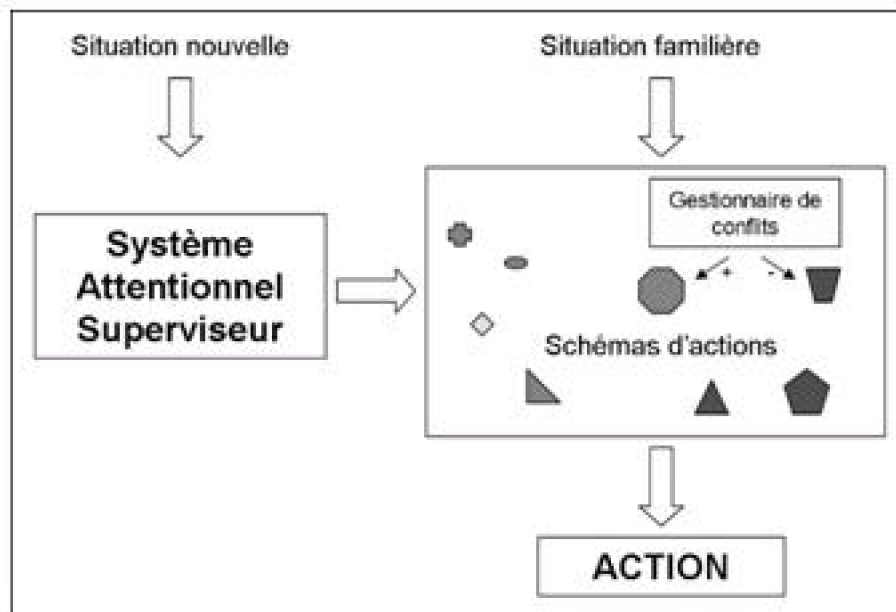 Situation nouvelle
Situation familière
Système
Attentionnel
Superviseur
Gestionnaire de
conflits
+ -
Schémas d'actions
ACTION